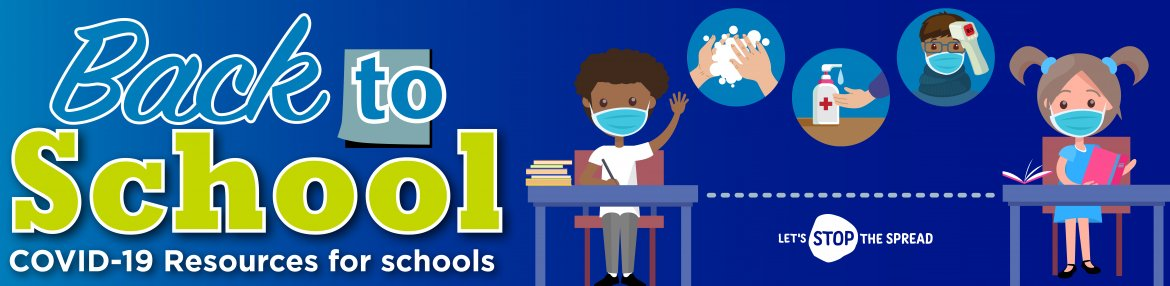 Back to
School
COVID-19 Resources for schools
LET'S STOP THE SPREAD